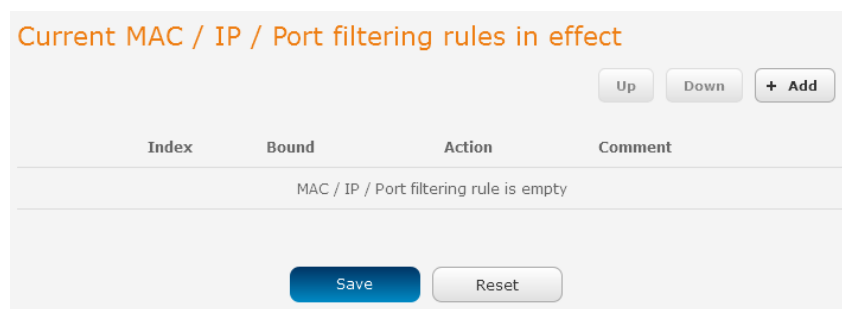 Current MAC / IP / Port filtering rules in effect
Up Down + Add
Index Bound Action Comment
MAC / IP / Port filtering rule is empty
Save Reset